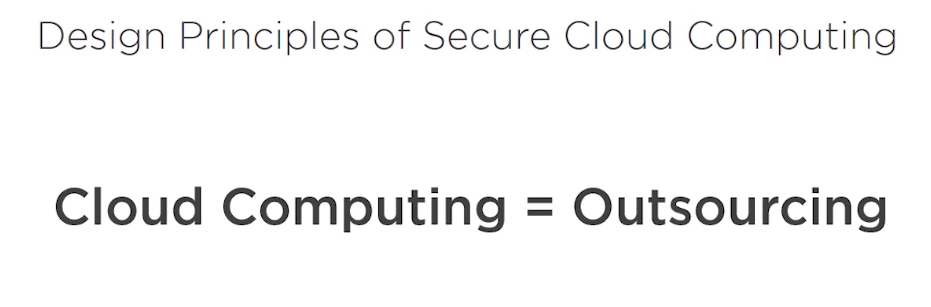 Design Principles of Secure Cloud Computing
Cloud Computing = Outsourcing